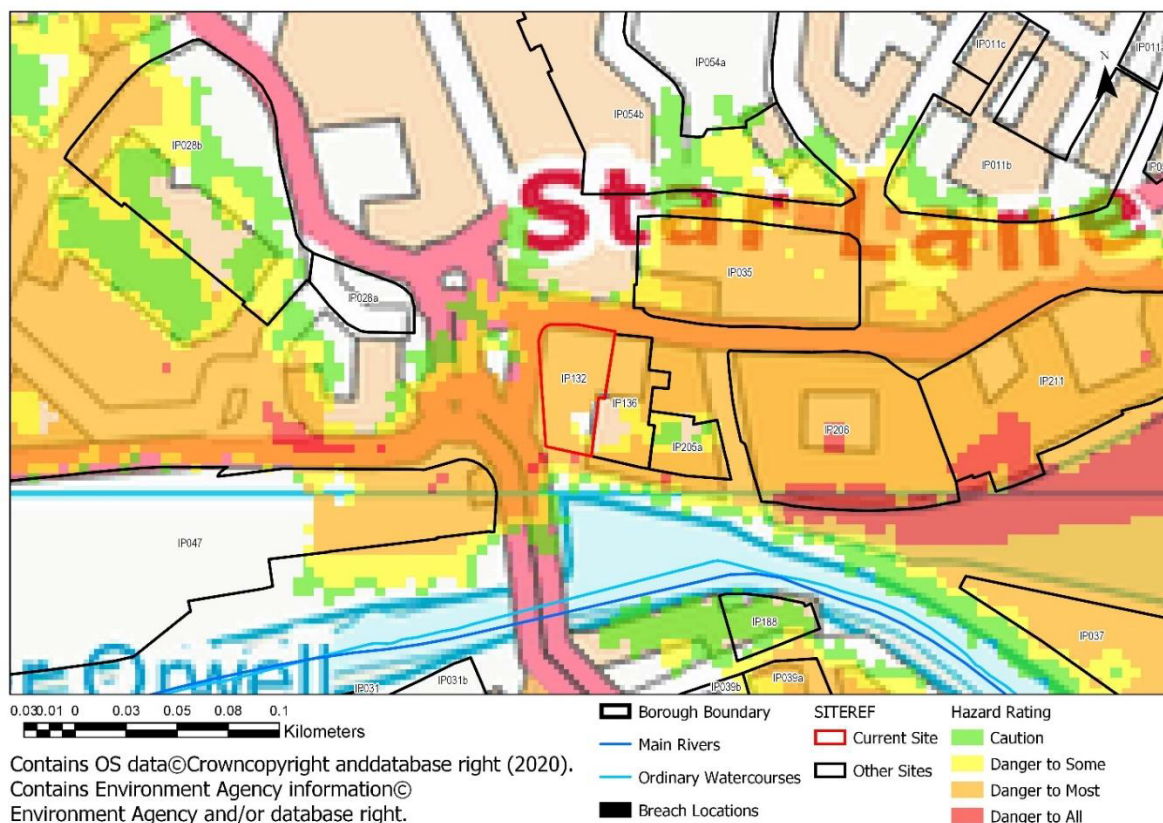 IP011c
IP011
IP054a
N
IP028b
IP054b
IP011b
Star Lane
IP035
IP028a
IP132
IP136
IP211
IP206
IP205a
IP047
IP188
IP037
r Orwell
IP031
IP031b
IP039b
IP039a
0.03 0.01 0 0.03 0.05 0.08 0.1
Kilometers
Contains OS data©Crowncopyright anddatabase right (2020).
Contains Environment Agency information©
Environment Agency and/or database right.
Borough Boundary
Main Rivers
Ordinary Watercourses
Breach Locations
SITEREF
Current Site
Other Sites
Hazard Rating
Caution
Danger to Some
Danger to Most
Danger to All